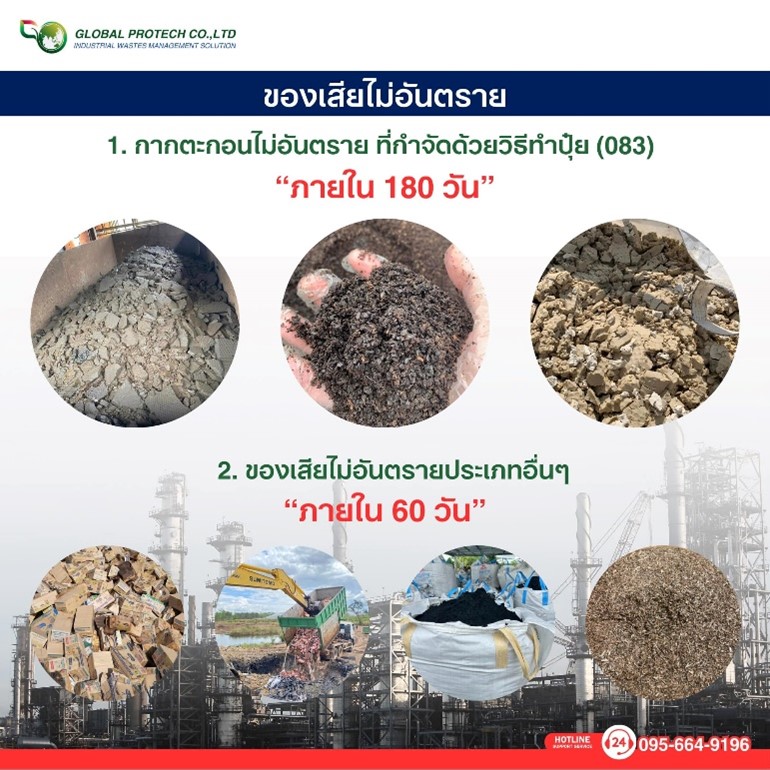 GLOBAL PROTECH CO.,LTD
INDUSTRIAL WASTES MANAGEMENT SOLUTION
ของเสียไม่อันตราย
1. กากตะกอนไม่อันตราย ที่กำจัดด้วยวิธีทำปุ๋ย (083)
“ภายใน 180 วัน”
2. ของเสียไม่อันตรายประเภทอื่นๆ
“ภายใน 60 วัน”
HOTLINE
SUPPORT SERVICE
24
095-664-9196